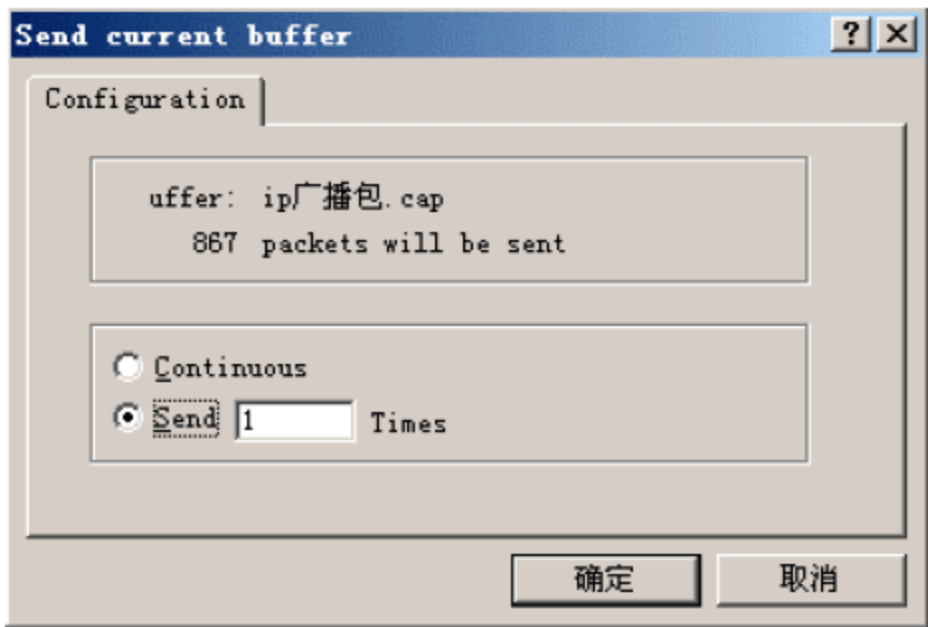 Send current buffer
Configuration
uffer: ip广播包.cap
867 packets will be sent
Continuous
Send 1 Times
确定 取消